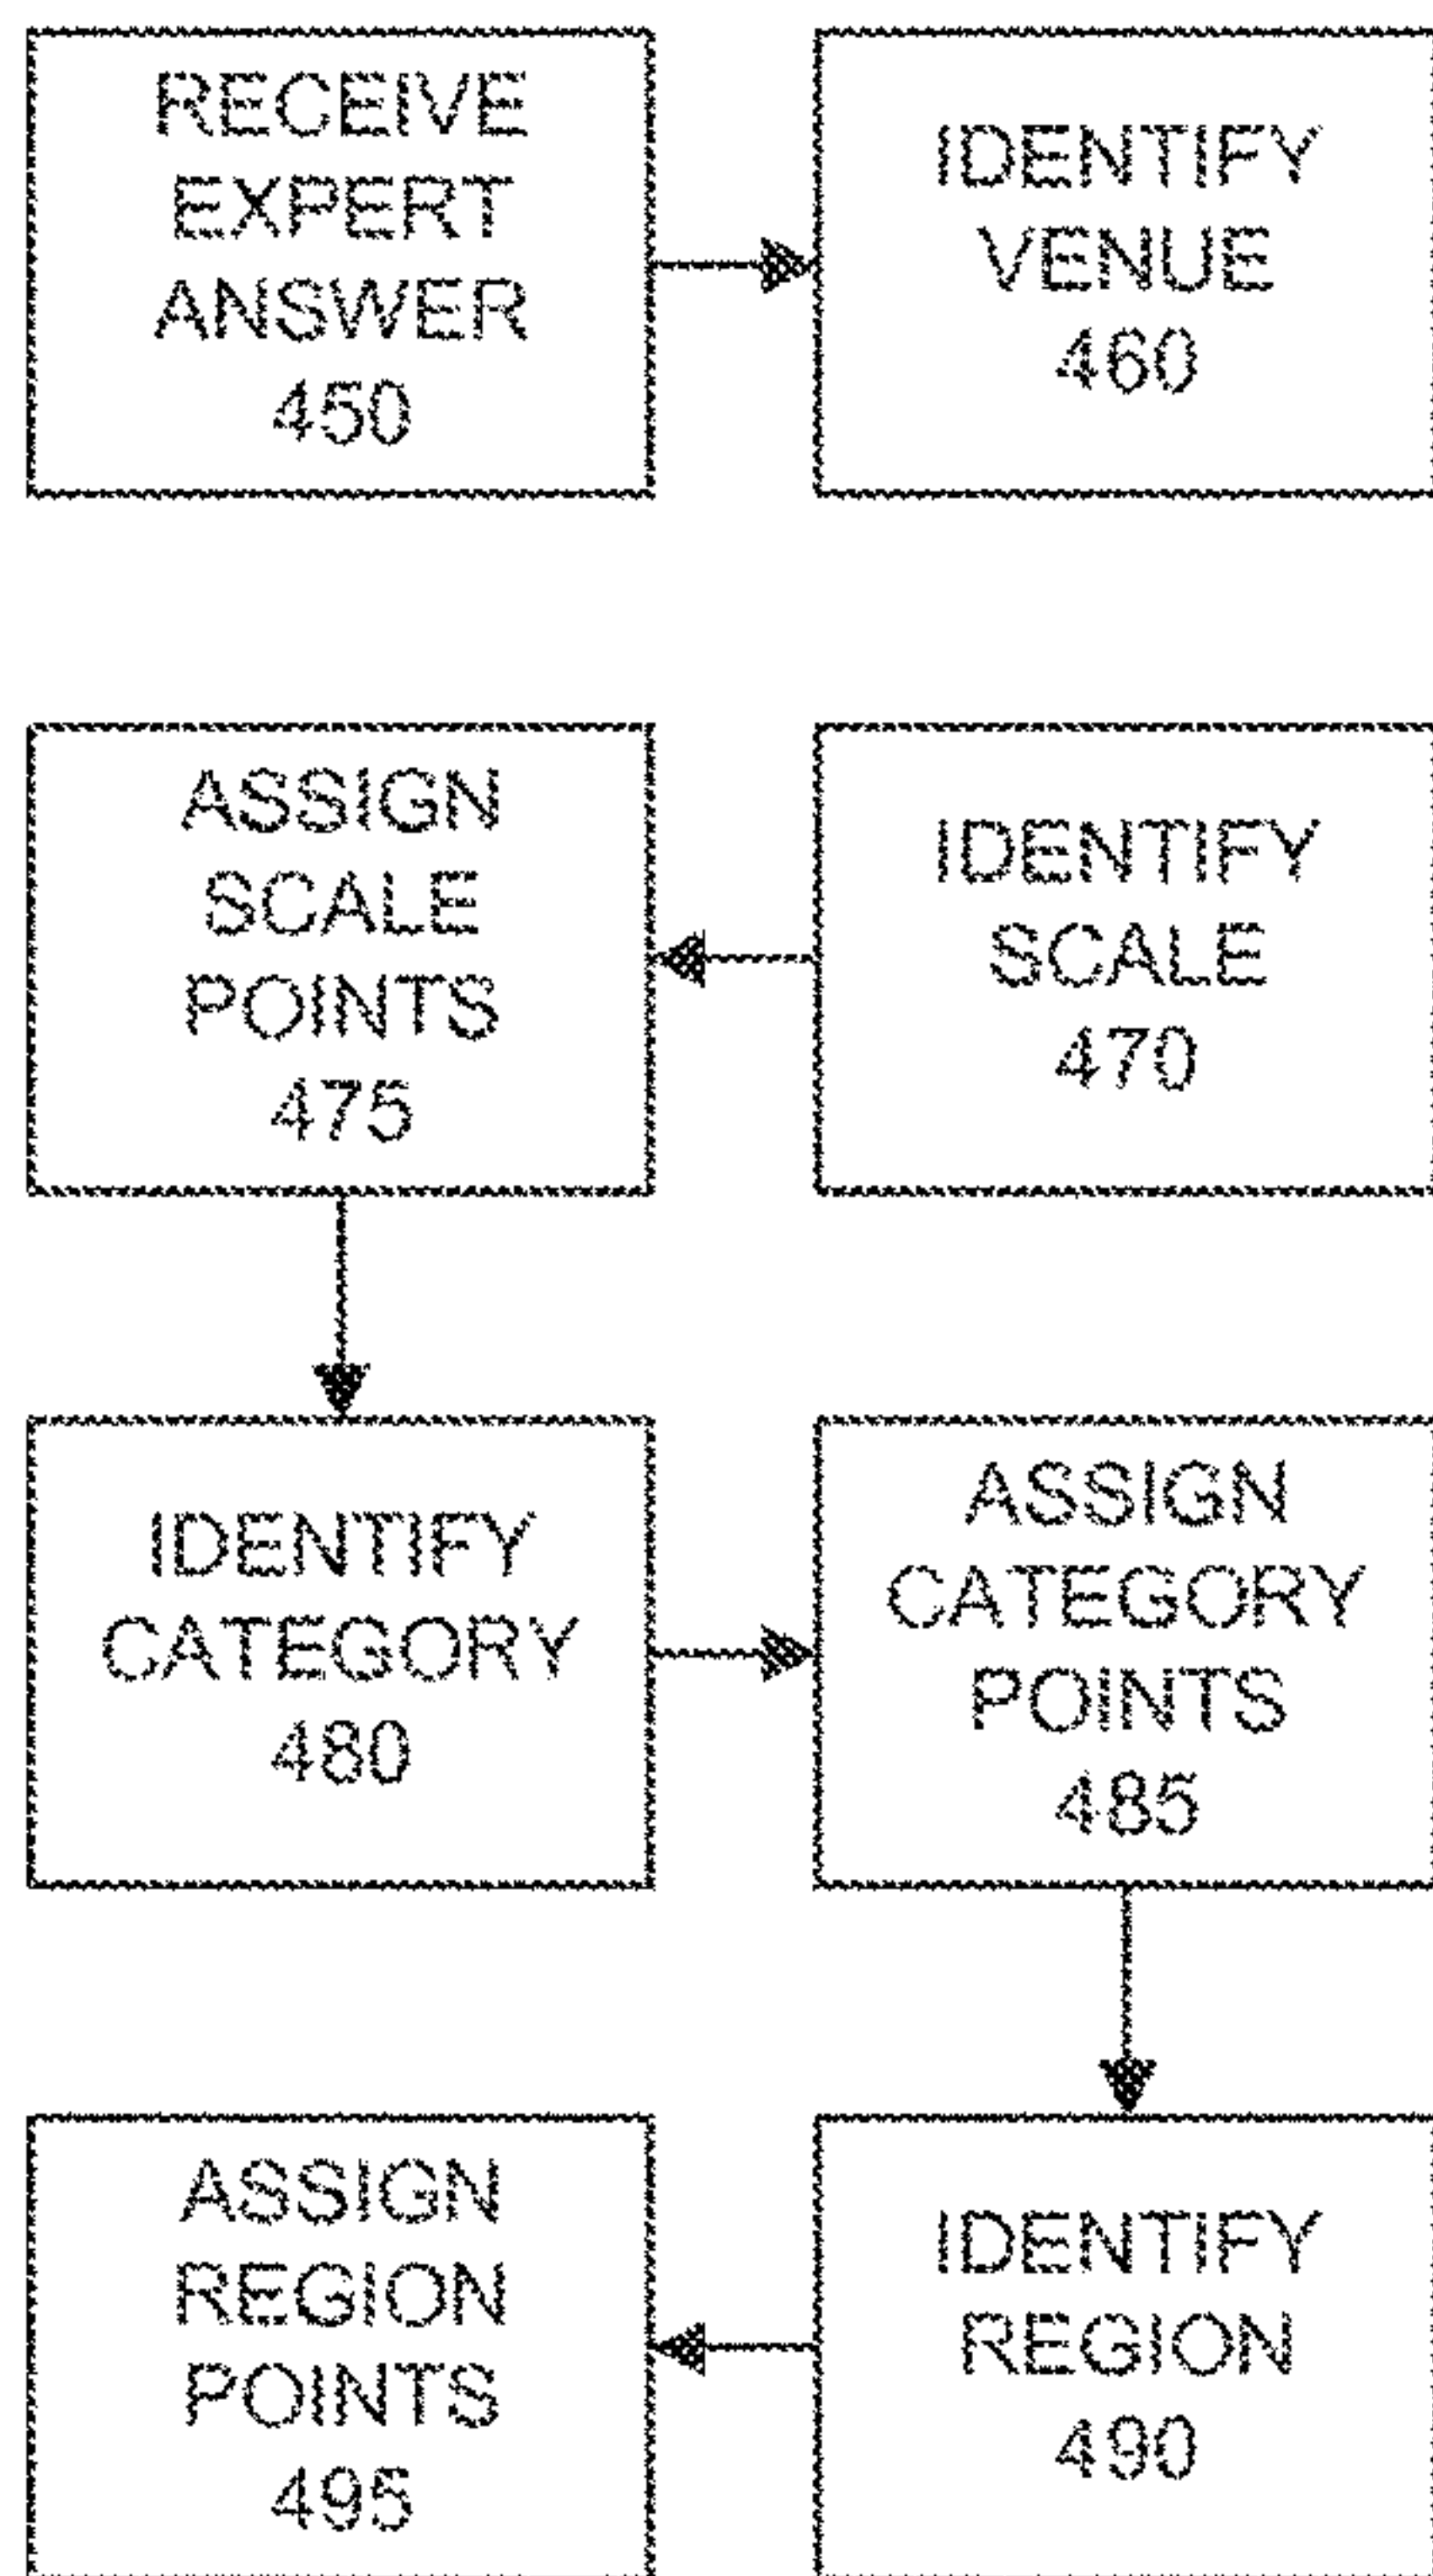 RECEIVE
EXPERT
ANSWER
450
IDENTIFY
VENUE
460
ASSIGN
SCALE
POINTS
475
IDENTIFY
SCALE
470
IDENTIFY
CATEGORY
480
ASSIGN
CATEGORY
POINTS
485
ASSIGN
REGION
POINTS
495
IDENTIFY
REGION
490